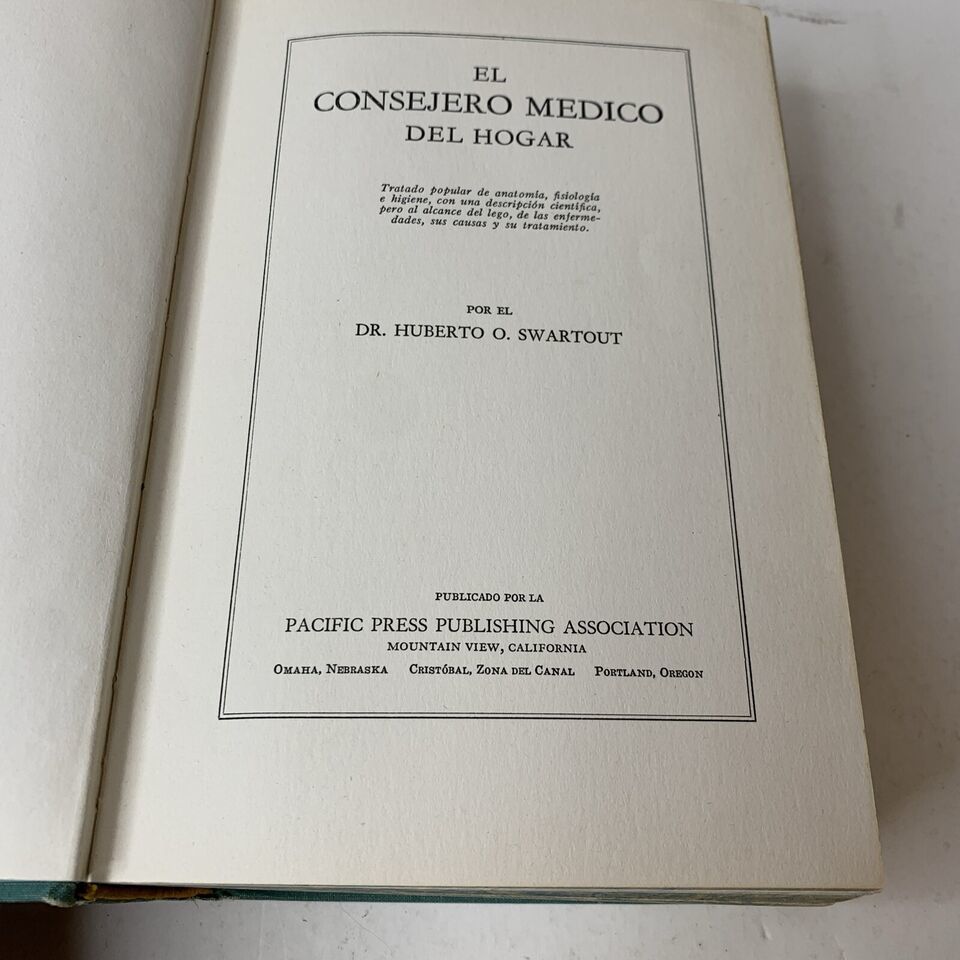 EL
CONSEJERO MEDICO
DEL HOGAR
Tratado popular de anatomía, fisiología
e higiene, con una descripción científica,
pero al alcance del lego, de las enferme-
dades, sus causas y su tratamiento.
POR EL
DR. HUBERTO O. SWARTOUT
PUBLICADO POR LA
PACIFIC PRESS PUBLISHING ASSOCIATION
MOUNTAIN VIEW, CALIFORNIA
OMAHA, NEBRASKA CRISTÓBAL, ZONA DEL CANAL PORTLAND, OREGON